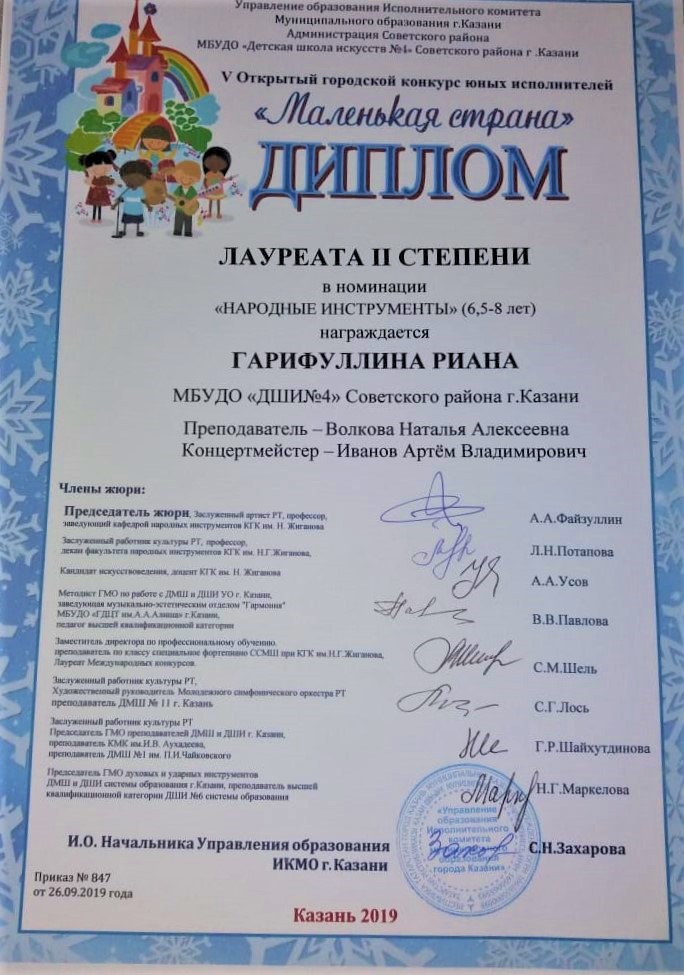 Управление образования Исполнительного комитета
Муниципального образования г.Казани
Администрация Советского района
МБУДО «Детская школа искусств №4» Советского района г .Казани
V Открытый городской конкурс юных исполнителей
«Маленькая страна»
ДИПЛОМ
ЛАУРЕАТА II СТЕПЕНИ
в номинации
«НАРОДНЫЕ ИНСТРУМЕНТЫ» (6,5-8 лет)
награждается
ГАРИФУЛЛИНА РИАНА
МБУДО «ДШИ№4» Советского района г.Казани
Преподаватель – Волкова Наталья Алексеевна
Концертмейстер – Иванов Артём Владимирович
Члены жюри:
Председатель жюри, Заслуженный артист РТ, профессор,
заведующий кафедрой народных инструментов КГК им. Н. Жиганова
А.А.Файзуллин
Заслуженный работник культуры РТ, профессор,
декан факультета народных инструментов КГК им. Н.Г.Жиганова,
Л.Н.Потапова
Кандидат искусствоведения, доцент КГК им. Н. Жиганова
А.А.Усов
Методист ГМО по работе с ДМШ и ДШИ УО г. Казани,
заведующая музыкально-эстетическим отделом "Гармония"
МБУДО «ГДЦТ им.А.Алиша» г.Казани,
педагог высшей квалификационной категории
В.В.Павлова
Заместитель директора по профессиональному обучению.
преподаватель по классу специальное фортепиано ССМШ при КГК им.Н.Г.Жиганова,
Лауреат Международных конкурсов
С.М.Шель
Заслуженный работник культуры РТ,
Художественный руководитель Молодежного симфонического оркестра РТ
преподаватель ДМШ № 11 г. Казань
С.Г.Лось
Заслуженный работник культуры РТ
Председатель ГМО преподавателей ДМШ и ДШИ г. Казани,
преподаватель КМК им.И.В. Аухадеева,
преподаватель ДМШ №1 им. П.И.Чайковского
Г.Р.Шайхутдинова
Председатель ГМО духовых и ударных инструментов
ДМШ и ДШИ системы образования г.Казани, преподаватель высшей
квалификационной категории ДШИ №6 системы образования
Н.Г.Маркелова
«Управление
образования
Исполнительного
комитета
образования
города Казани»
И.О. Начальника Управления образования
ИКМО г.Казани
С.Н.Захарова
Приказ № 847
от 26.09.2019 года
Казань 2019